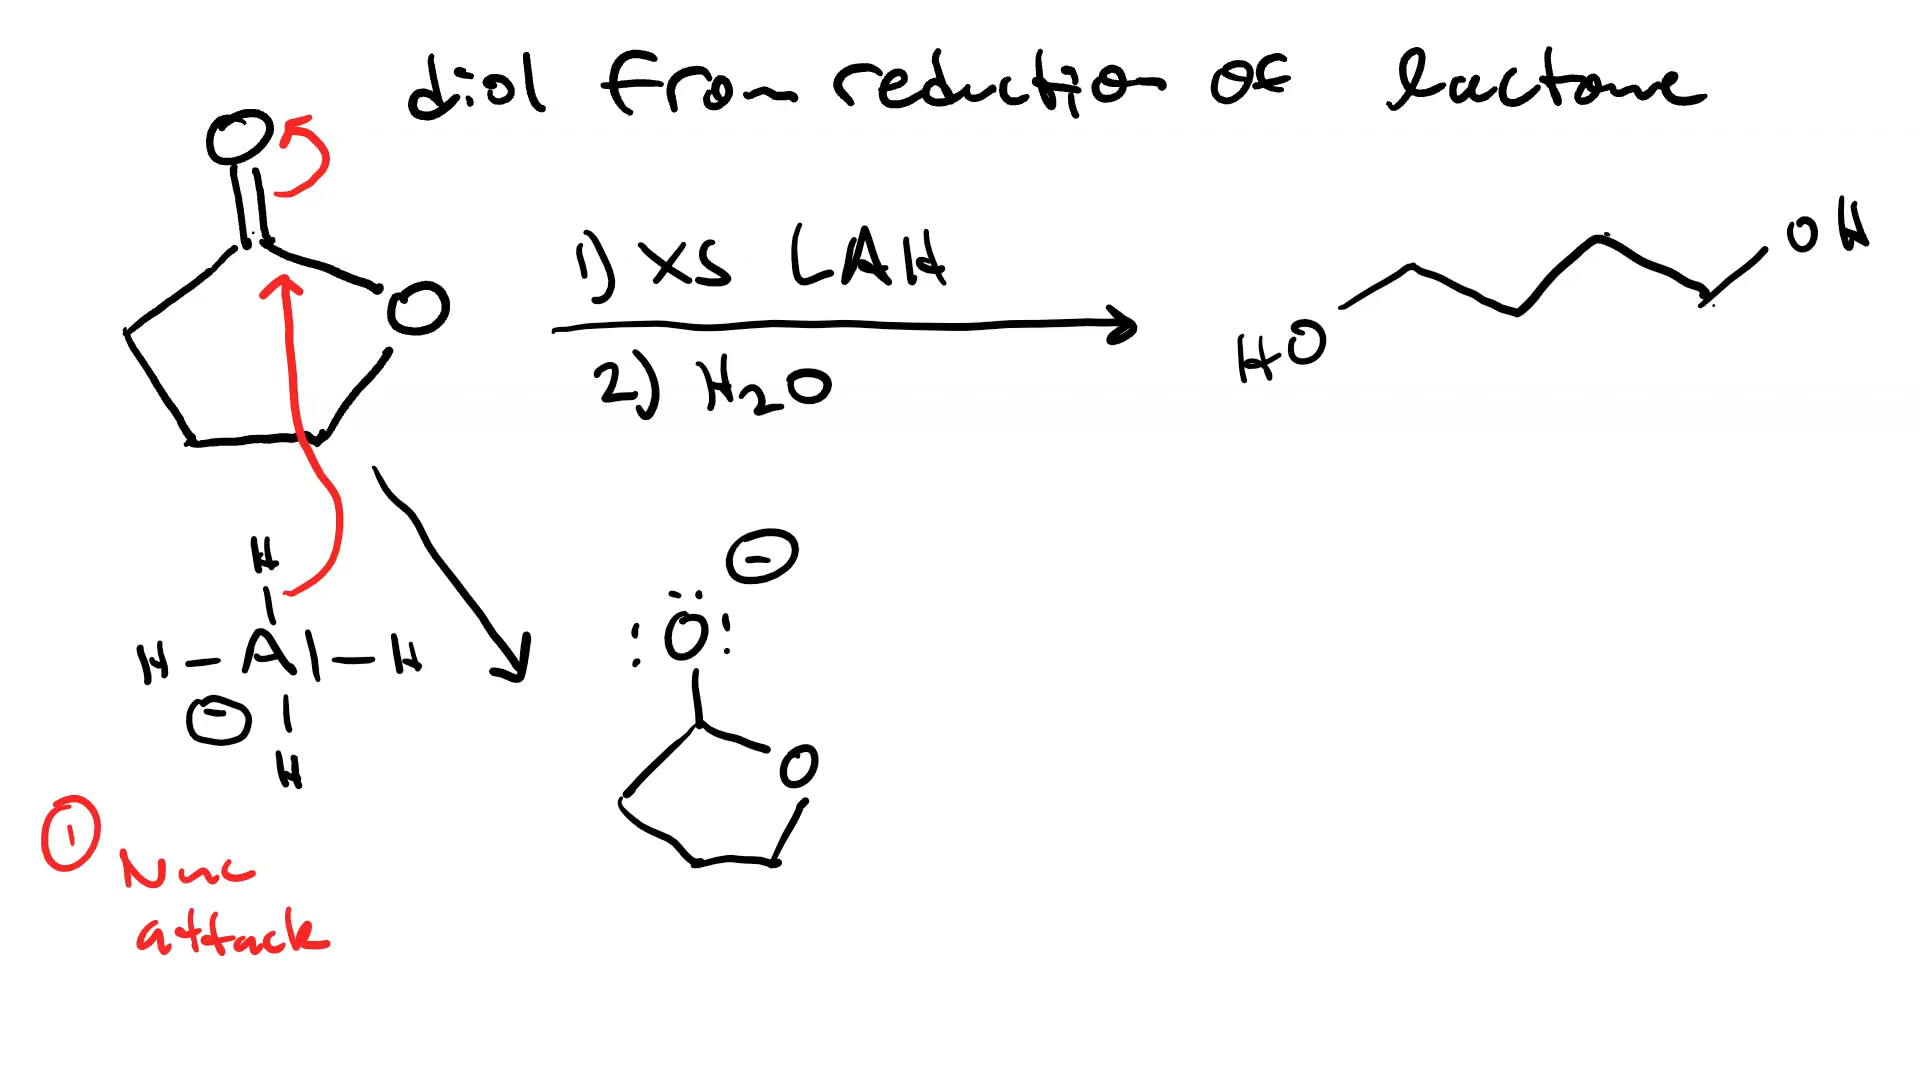 diol from reduction of lactone
O
O
1) XS LAH
2) H2O
HO
OH
H
H-Al-H
⊖
H
⊖
:Ö:
O
① Nuc
attack